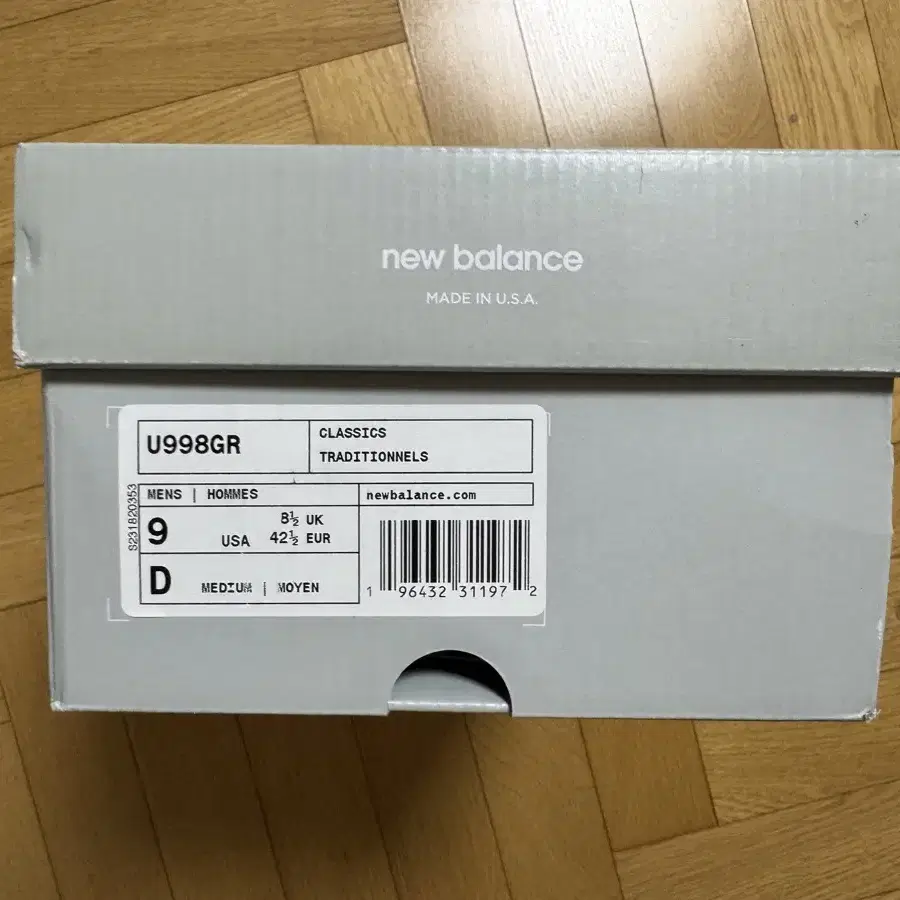 new balance
MADE IN U.S.A.
U998GR
CLASSICS
TRADITIONNELS
MENS | HOMMES
newbalance.com
S231820353
9
USA
8½ UK
42½ EUR
D
MEDIUM | MOYEN
1 96432 31197 2